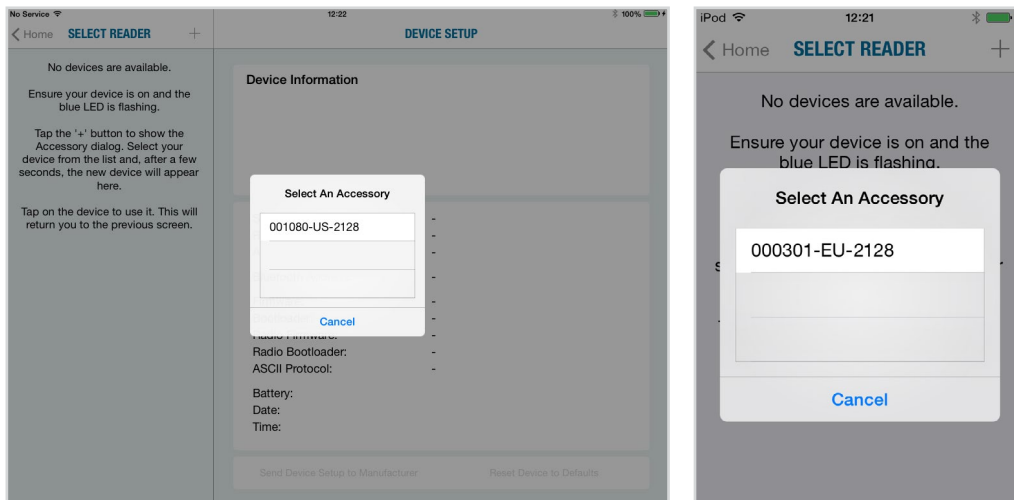 No Service 12:22 100%
Home SELECT READER + DEVICE SETUP
No devices are available.
Ensure your device is on and the
blue LED is flashing.
Tap the '+' button to show the
Accessory dialog. Select your
device from the list and, after a few
seconds, the new device will appear
here.
Tap on the device to use it. This will
return you to the previous screen.
Device Information
Select An Accessory
001080-US-2128
Cancel
-
-
-
-
-
Radio Firmware: -
Radio Bootloader: -
ASCII Protocol: -
Battery:
Date:
Time:
Send Device Setup to Manufacturer Reset Device to Defaults
iPod 12:21
Home SELECT READER +
No devices are available.
Ensure your device is on and the
blue LED is flashing.
Select An Accessory
000301-EU-2128
Cancel